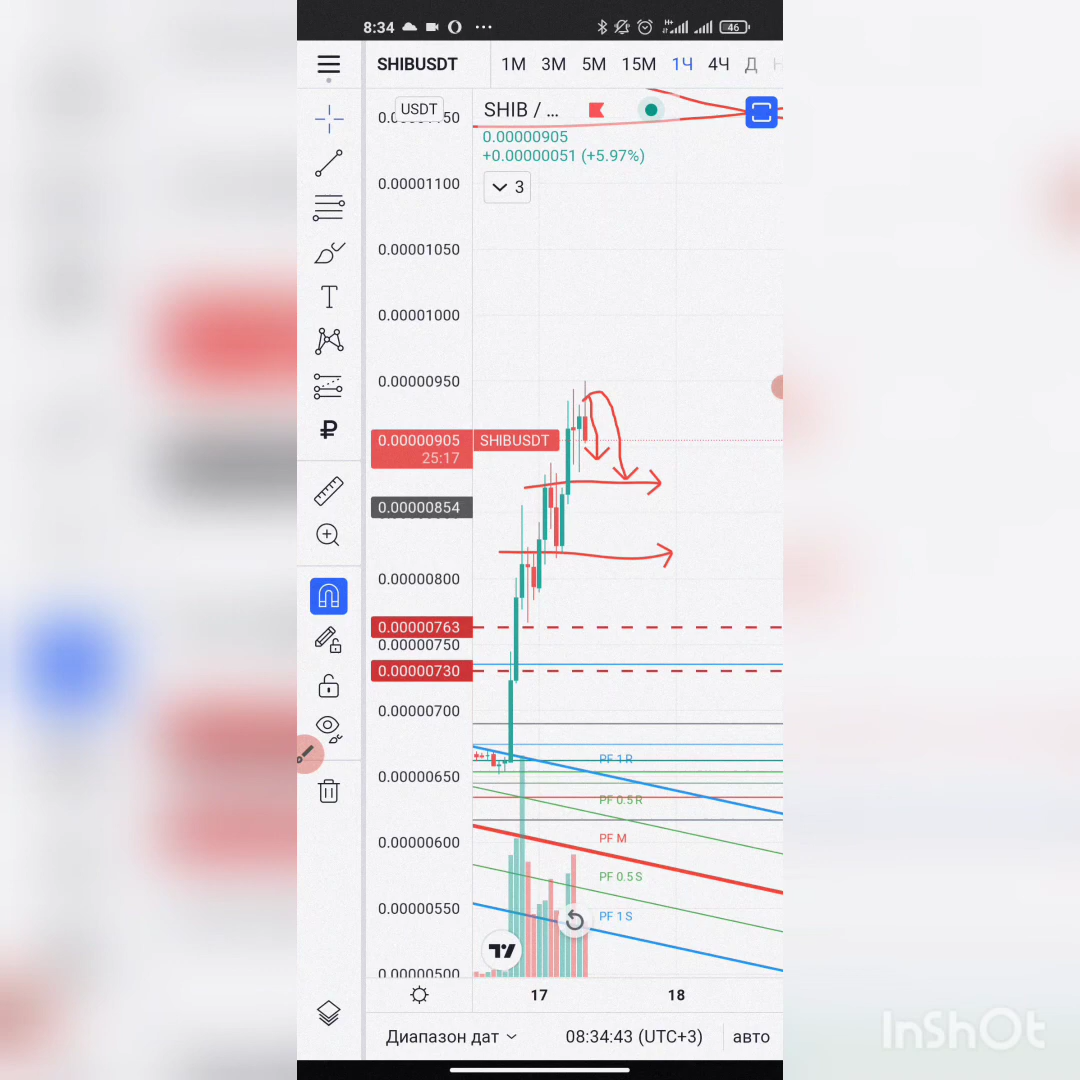 8:34
46
SHIBUSDT
1М 3М 5М 15М 1Ч 4Ч Д
USDT
SHIB / ...
0.00000905
+0.00000051 (+5.97%)
3
0.00001100
0.00001050
0.00001000
0.00000950
0.00000905 SHIBUSDT
25:17
0.00000854
0.00000800
0.00000763
0.00000750
0.00000730
0.00000700
PF 1 R
0.00000650
PF 0.5 R
PF M
0.00000600
PF 0.5 S
0.00000550
PF 1 S
0.00000500
17 18
Диапазон дат 08:34:43 (UTC+3) авто
InShOt